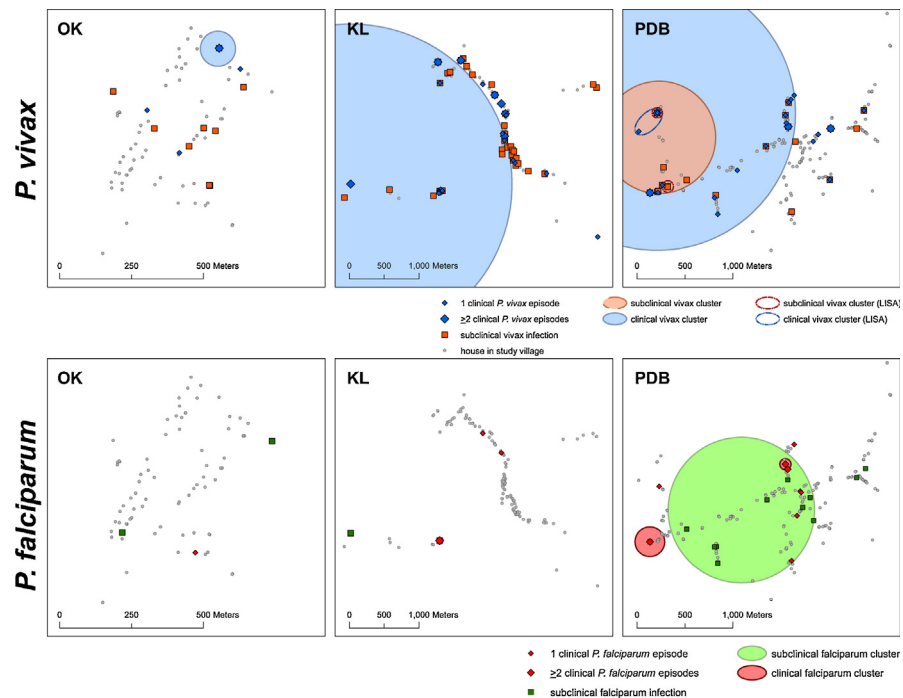 P. vivax
OK
0 250 500 Meters
KL
0 500 1,000 Meters
PDB
0 500 1,000 Meters
1 clinical P. vivax episode
≥2 clinical P. vivax episodes
subclinical vivax infection
house in study village
subclinical vivax cluster
clinical vivax cluster
subclinical vivax cluster (LISA)
clinical vivax cluster (LISA)
P. falciparum
OK
0 250 500 Meters
KL
0 500 1,000 Meters
PDB
0 500 1,000 Meters
1 clinical P. falciparum episode
≥2 clinical P. falciparum episodes
subclinical falciparum infection
subclinical falciparum cluster
clinical falciparum cluster